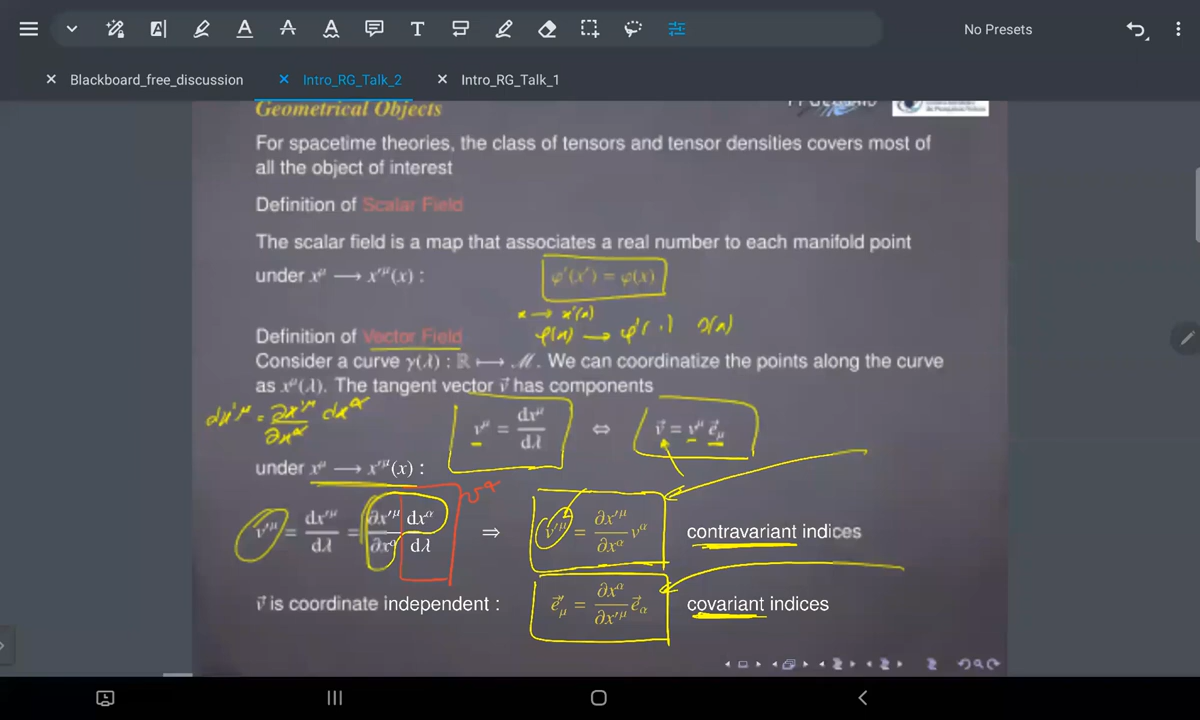 No Presets
Blackboard_free_discussion
Intro_RG_Talk_2
Intro_RG_Talk_1
Geometrical Objects
For spacetime theories, the class of tensors and tensor densities covers most of
all the object of interest
Definition of Scalar Field
The scalar field is a map that associates a real number to each manifold point
under x^μ ⟶ x'^μ(x) :
φ'(x') = φ(x)
x → x'(x)
φ(x) → φ'(
Definition of Vector Field
Consider a curve γ(λ) : ℝ ⟼ ℳ. We can coordinatize the points along the curve
as x^μ(λ). The tangent vector v⃗ has components
dx'^μ = ∂x'^μ/∂x^α dx^α
v^μ = dx^μ/dλ ⇔ v⃗ = v^μ e⃗_μ
under x^μ ⟶ x'^μ(x) :
v^α
v'^μ = dx'^μ/dλ = ∂x'^μ/∂x^α dx^α/dλ ⇒ v'^μ = ∂x'^μ/∂x^α v^α contravariant indices
v⃗ is coordinate independent : e⃗'_μ = ∂x^α/∂x'^μ e⃗_α covariant indices